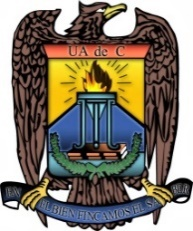 UA de C
EN EL BIEN FINCAMOS EL SABER